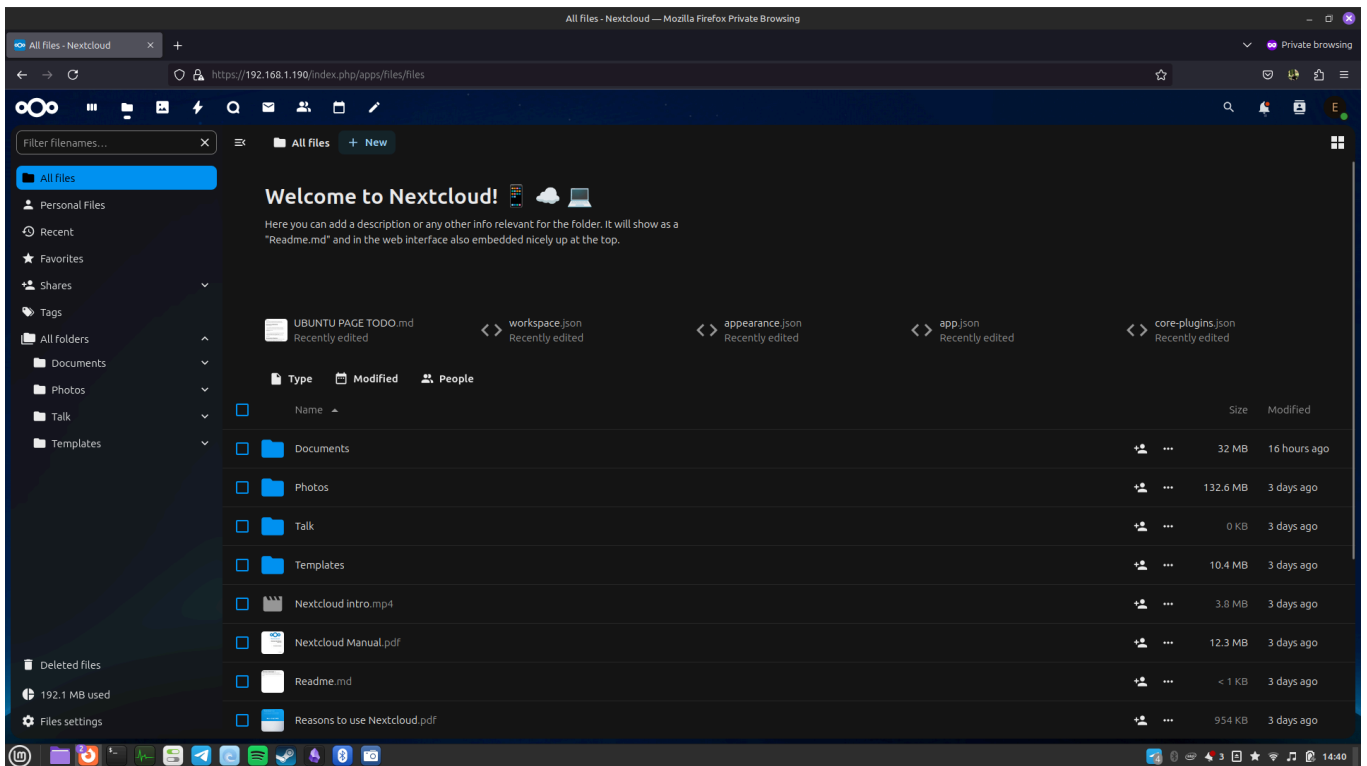 All files - Nextcloud — Mozilla Firefox Private Browsing
All files - Nextcloud
Private browsing
https://192.168.1.190/index.php/apps/files/files
E
Filter filenames...
All files
+ New
All files
Personal Files
Recent
Favorites
Shares
Tags
All folders
Documents
Photos
Talk
Templates
Deleted files
192.1 MB used
Files settings
Welcome to Nextcloud! 📱 ☁️ 💻
Here you can add a description or any other info relevant for the folder. It will show as a
"Readme.md" and in the web interface also embedded nicely up at the top.
UBUNTU PAGE TODO.md
Recently edited
workspace.json
Recently edited
appearance.json
Recently edited
app.json
Recently edited
core-plugins.json
Recently edited
Type Modified People
Name Size Modified
Documents 32 MB 16 hours ago
Photos 132.6 MB 3 days ago
Talk 0 KB 3 days ago
Templates 10.4 MB 3 days ago
Nextcloud intro.mp4 3.8 MB 3 days ago
Nextcloud Manual.pdf 12.3 MB 3 days ago
Readme.md < 1 KB 3 days ago
Reasons to use Nextcloud.pdf 954 KB 3 days ago
2
4
3
14:40